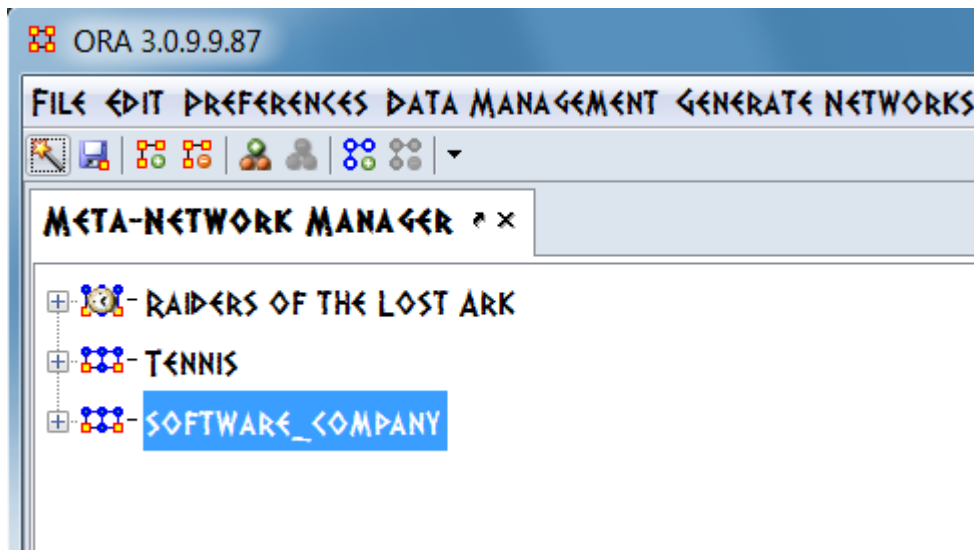 ORA 3.0.9.9.87
File Edit Preferences Data Management Generate Networks
Meta-Network Manager
Raiders of the Lost Ark
Tennis
software_company